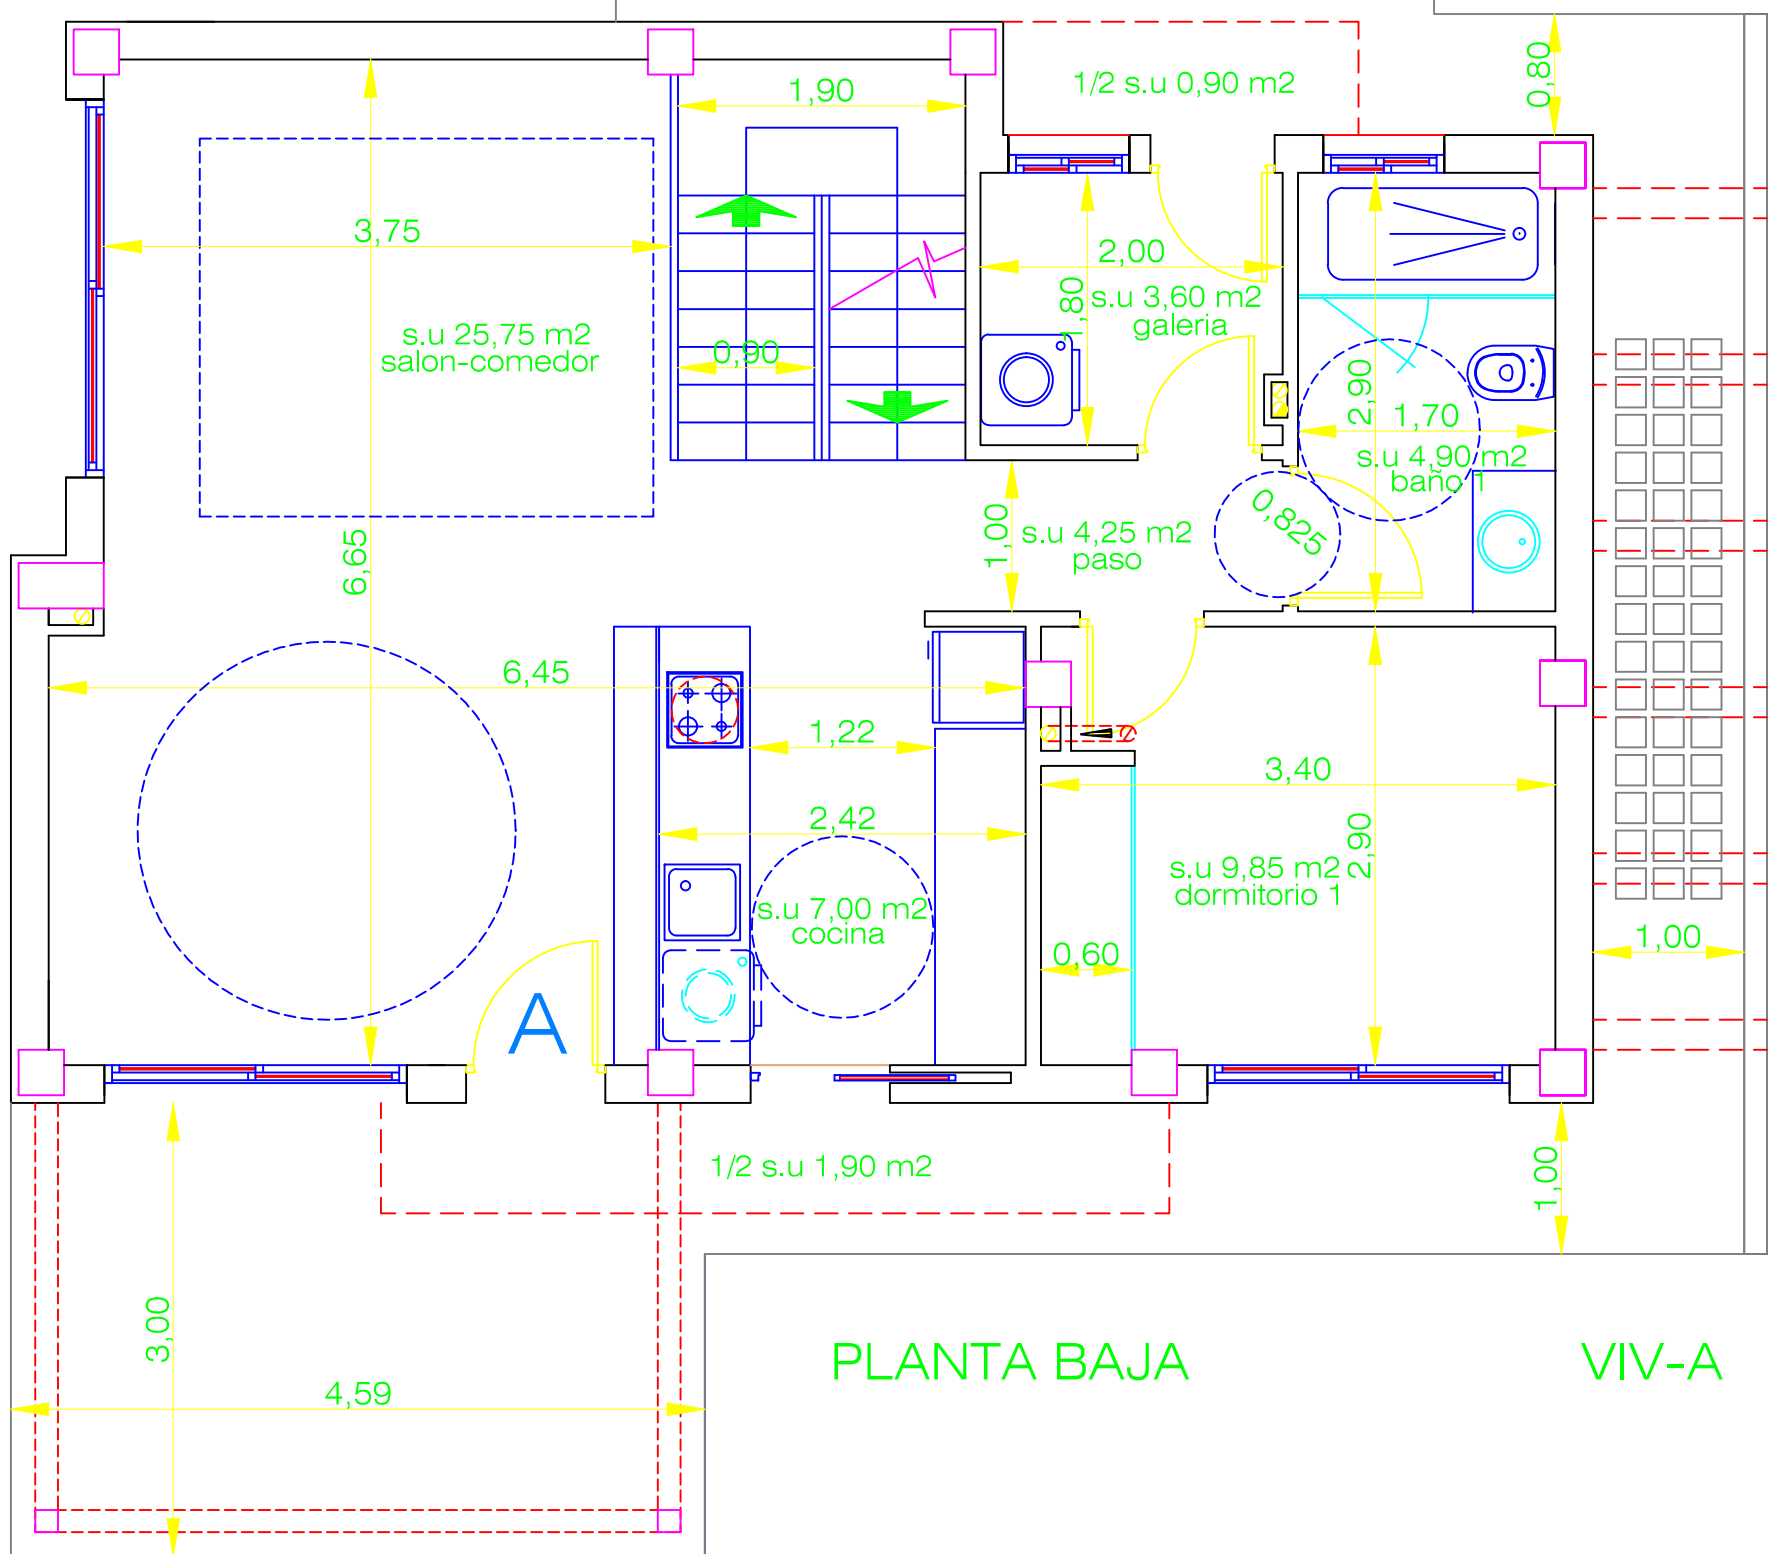 0,80
1/2 s.u 0,90 m2
1,90
3,75
2,00
1,80
s.u 3,60 m2
galeria
s.u 25,75 m2
salon-comedor
0,90
2,90
1,70
s.u 4,90 m2
baño 1
0,825
1,00
s.u 4,25 m2
paso
6,65
6,45
1,22
3,40
2,42
2,90
s.u 9,85 m2
dormitorio 1
s.u 7,00 m2
cocina
1,00
0,60
A
1/2 s.u 1,90 m2
1,00
3,00
PLANTA BAJA
VIV-A
4,59